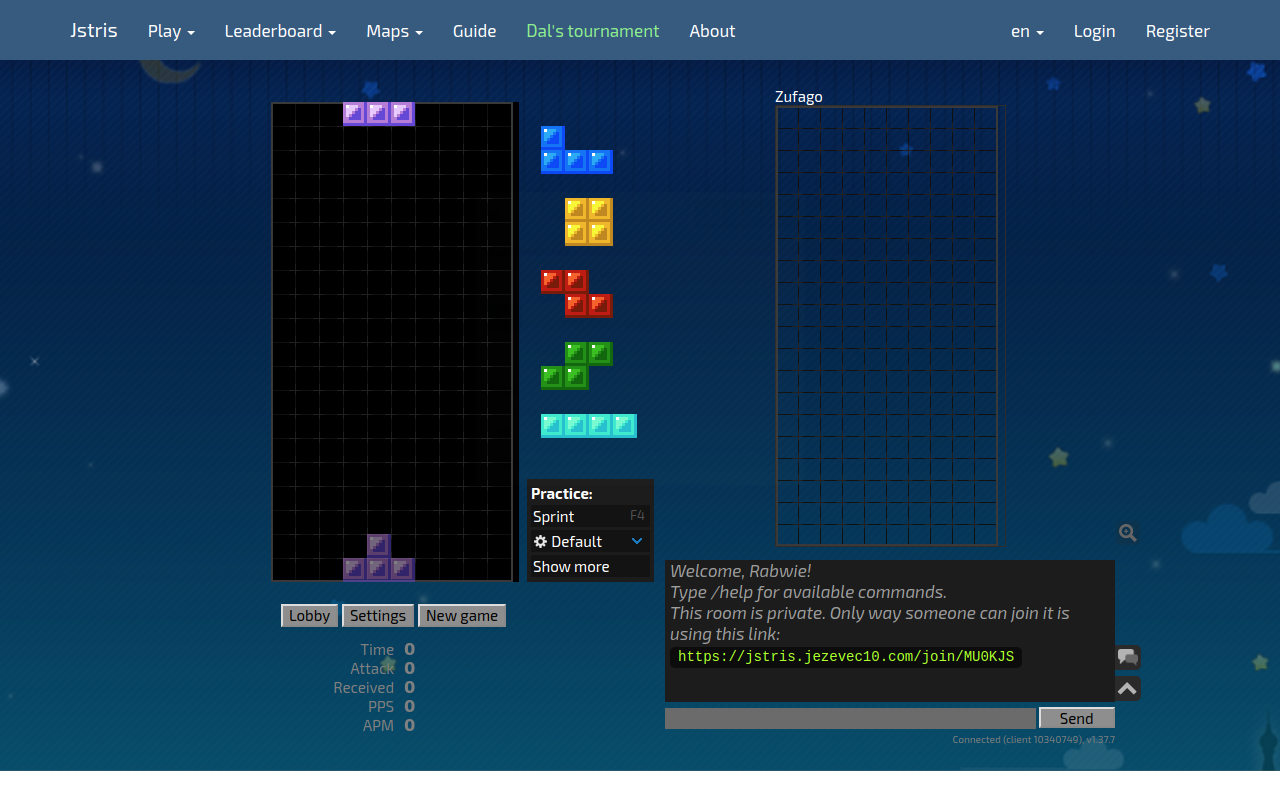 Jstris Play Leaderboard Maps Guide Dal's tournament About en Login Register
Zufago
Practice:
Sprint F4
Default
Show more
Lobby Settings New game
Time 0
Attack 0
Received 0
PPS 0
APM 0
Welcome, Rabwie!
Type /help for available commands.
This room is private. Only way someone can join it is
using this link:
https://jstris.jezevec10.com/join/MU0KJS
Send
Connected (client 10340749), v1.37.7